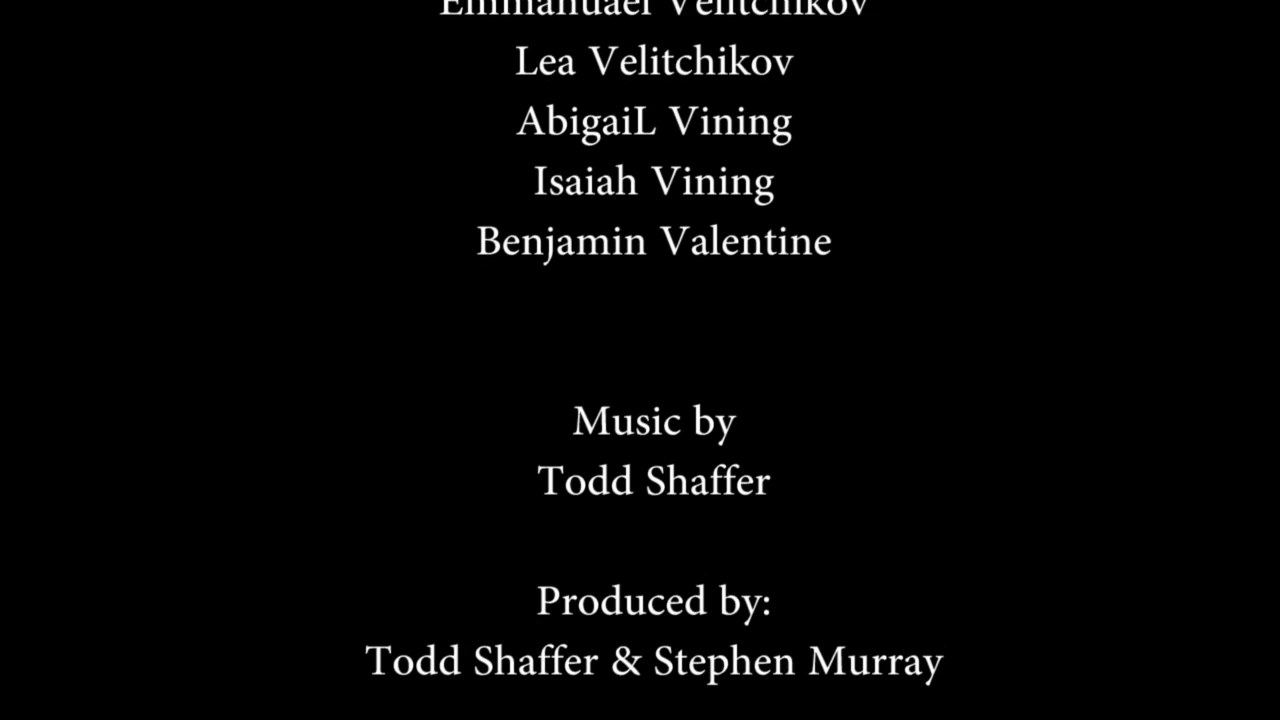 Emmanuael Velitchikov
Lea Velitchikov
AbigaiL Vining
Isaiah Vining
Benjamin Valentine
Music by
Todd Shaffer
Produced by:
Todd Shaffer & Stephen Murray